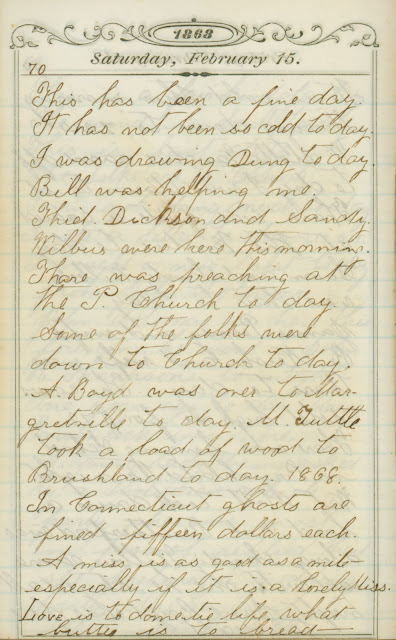 1868
Saturday, February 15.
70
This has been a fine day.
It has not been so cold to day.
I was drawing Dung to day.
Bill was helping me.
Thed. Dickson and Sandy.
Wilbus were here this morning.
Thare was preaching at
the P. Church to day.
Some of the folks were
down to Church to day.
A. Boyd was over to Mar-
gretville to day. M. Tuttle
took a load of wood to
Brushland to day. 1868.
In Connecticut ghosts are
fined fifteen dollars each.
A miss is as good as a mile
especially if it is a lovely Miss.
Love is to domestic life what
butter is to bread